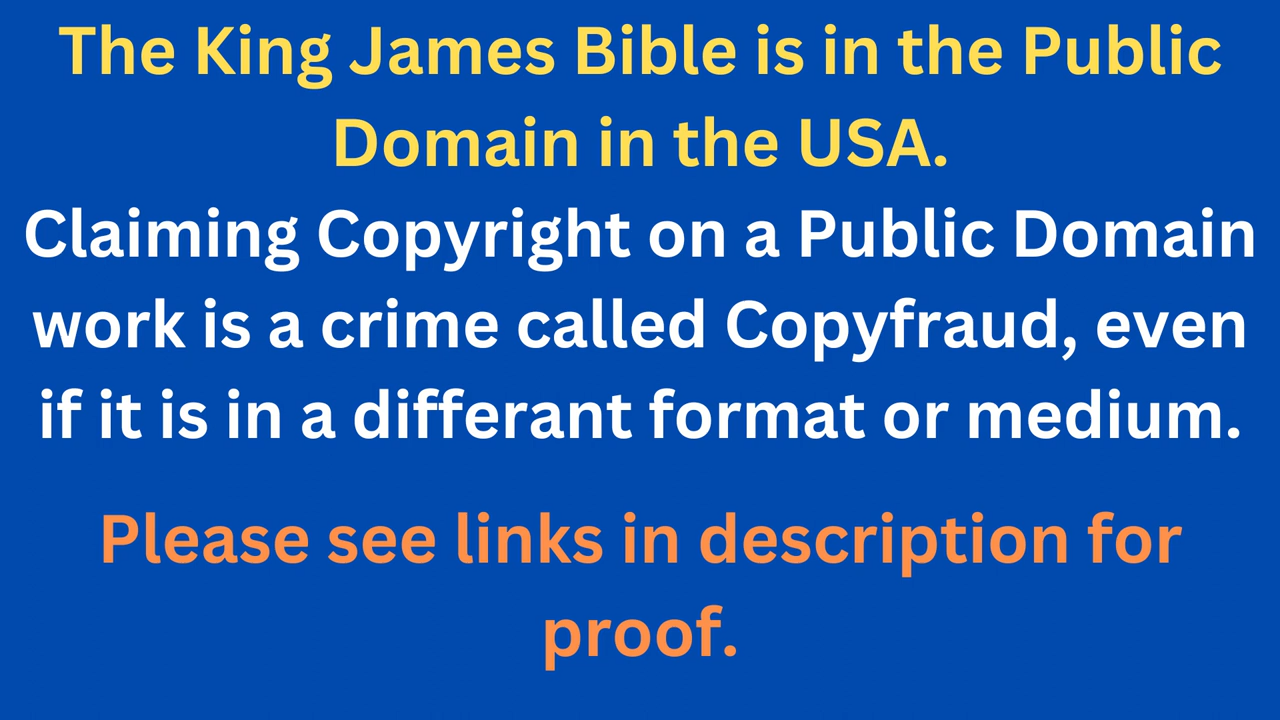 The King James Bible is in the Public
Domain in the USA.
Claiming Copyright on a Public Domain
work is a crime called Copyfraud, even
if it is in a differant format or medium.
Please see links in description for
proof.